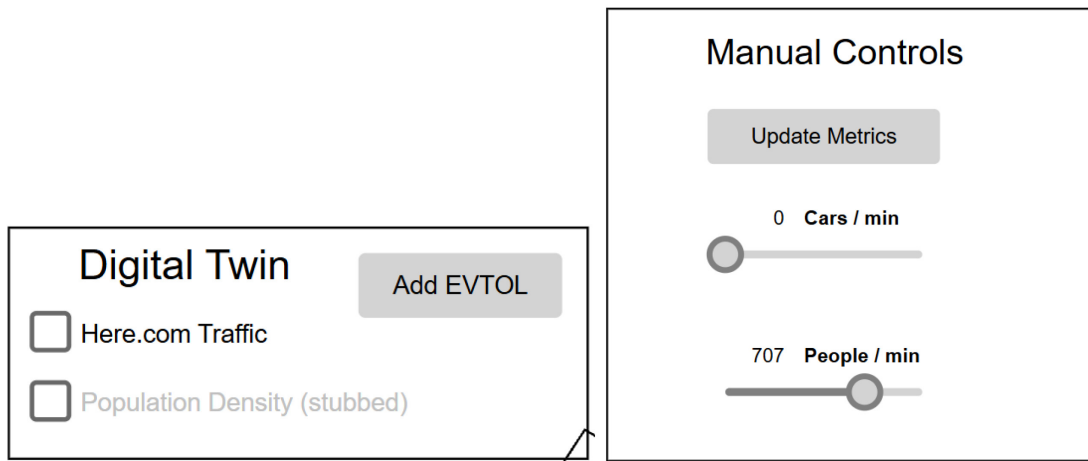 Digital Twin
Add EVTOL
Here.com Traffic
Population Density (stubbed)
Manual Controls
Update Metrics
0 Cars / min
707 People / min